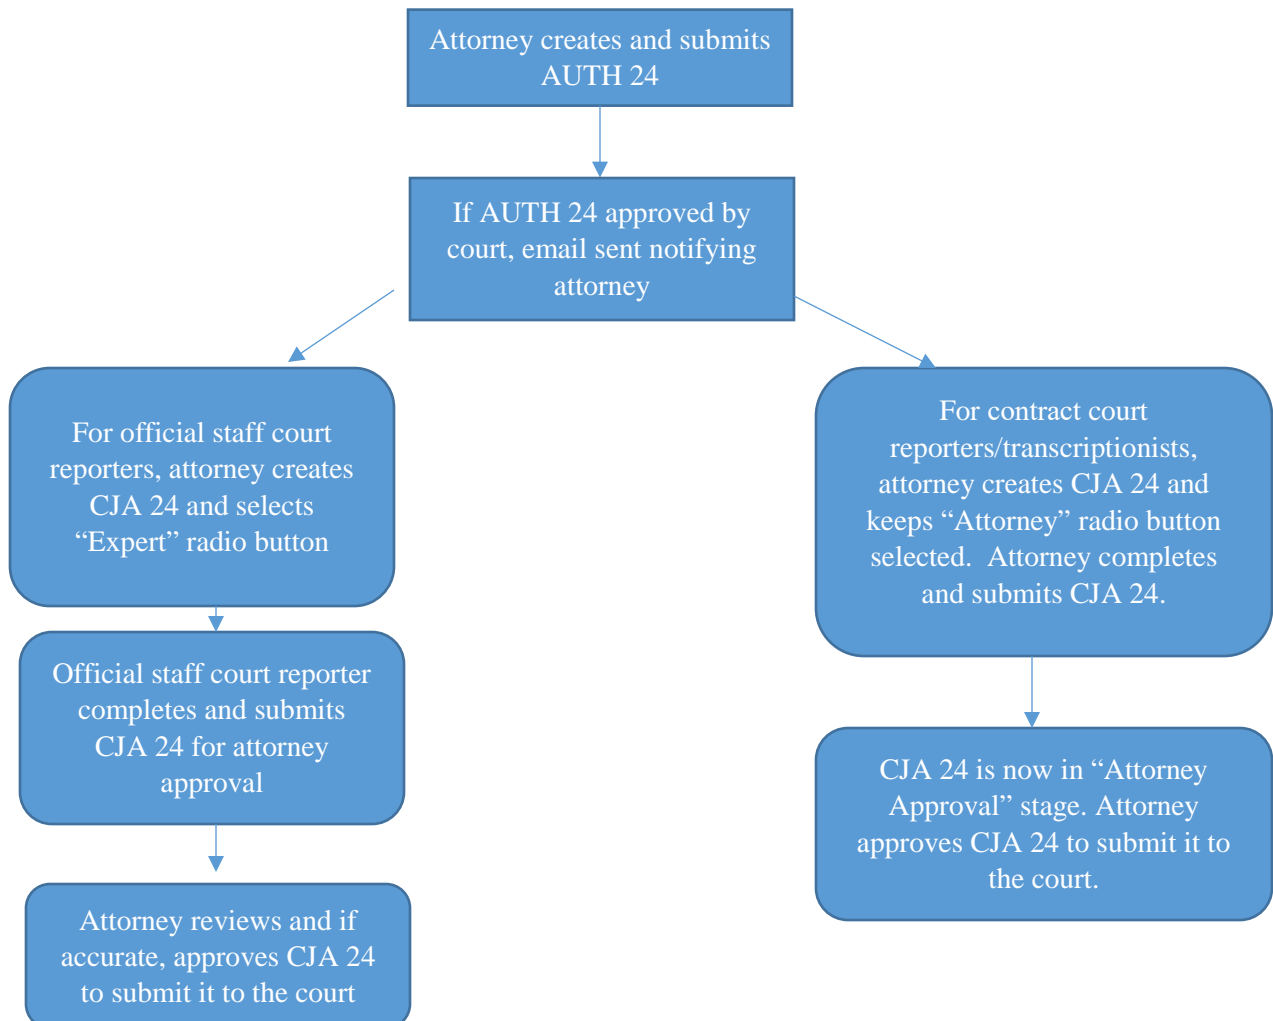 Attorney creates and submits
AUTH 24
If AUTH 24 approved by
court, email sent notifying
attorney
For official staff court
reporters, attorney creates
CJA 24 and selects
“Expert” radio button
Official staff court reporter
completes and submits
CJA 24 for attorney
approval
Attorney reviews and if
accurate, approves CJA 24
to submit it to the court
For contract court
reporters/transcriptionists,
attorney creates CJA 24 and
keeps “Attorney” radio button
selected.  Attorney completes
and submits CJA 24.
CJA 24 is now in “Attorney
Approval” stage. Attorney
approves CJA 24 to submit it to
the court.